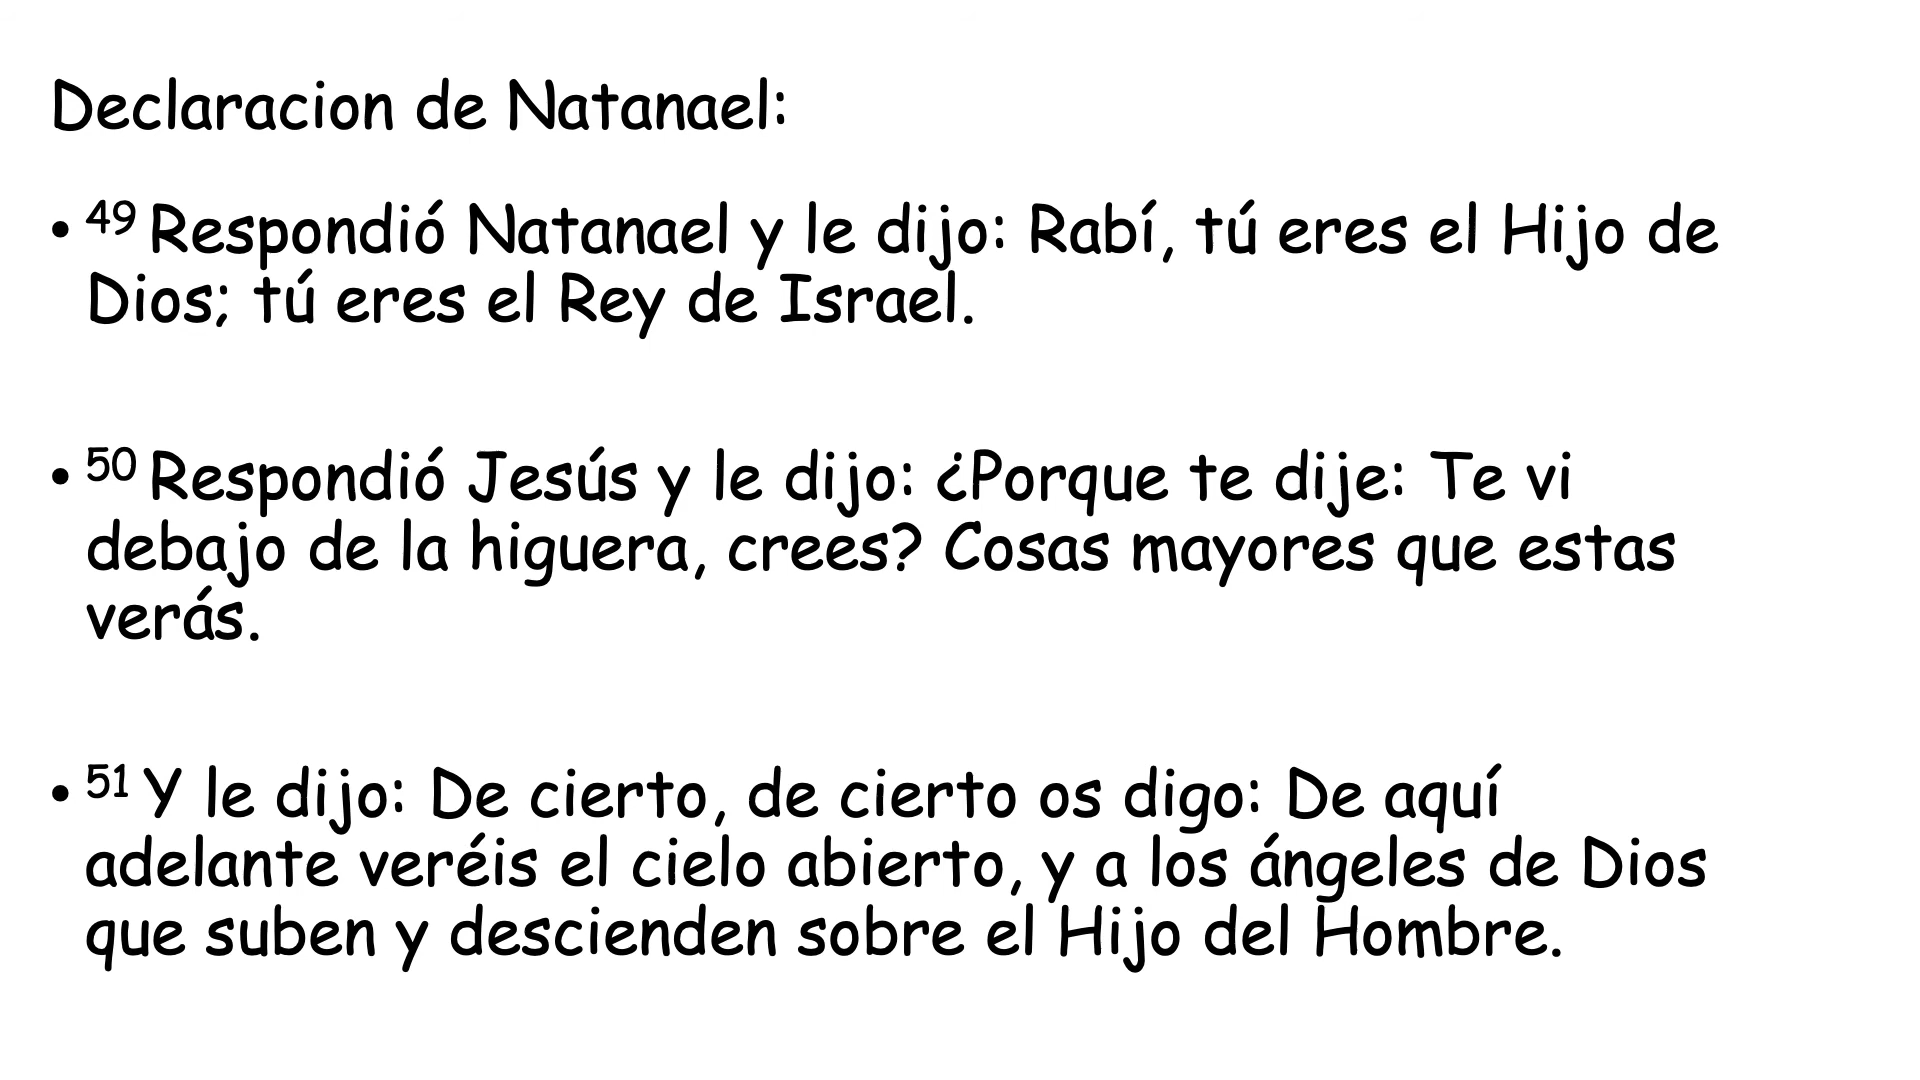 Declaracion de Natanael:
• 49 Respondió Natanael y le dijo: Rabí, tú eres el Hijo de
Dios; tú eres el Rey de Israel.
• 50 Respondió Jesús y le dijo: ¿Porque te dije: Te vi
debajo de la higuera, crees? Cosas mayores que estas
verás.
• 51 Y le dijo: De cierto, de cierto os digo: De aquí
adelante veréis el cielo abierto, y a los ángeles de Dios
que suben y descienden sobre el Hijo del Hombre.